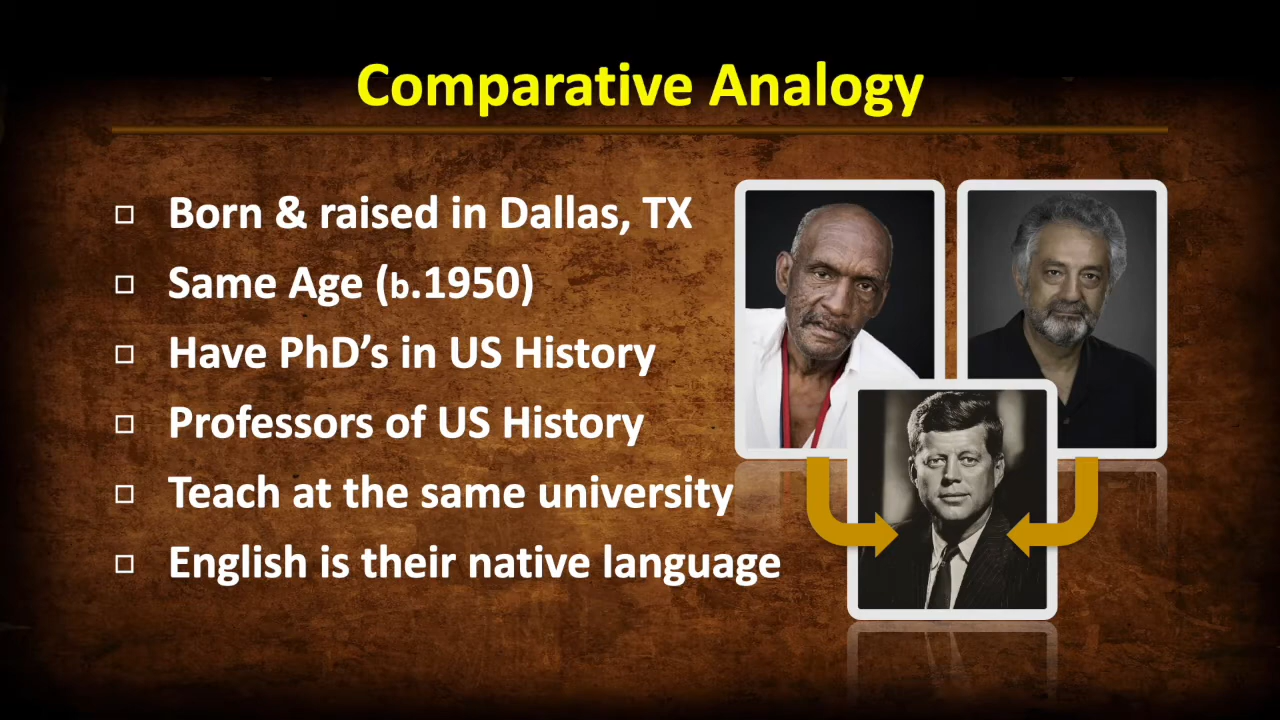 Comparative Analogy
Born & raised in Dallas, TX
Same Age (b.1950)
Have PhD’s in US History
Professors of US History
Teach at the same university
English is their native language